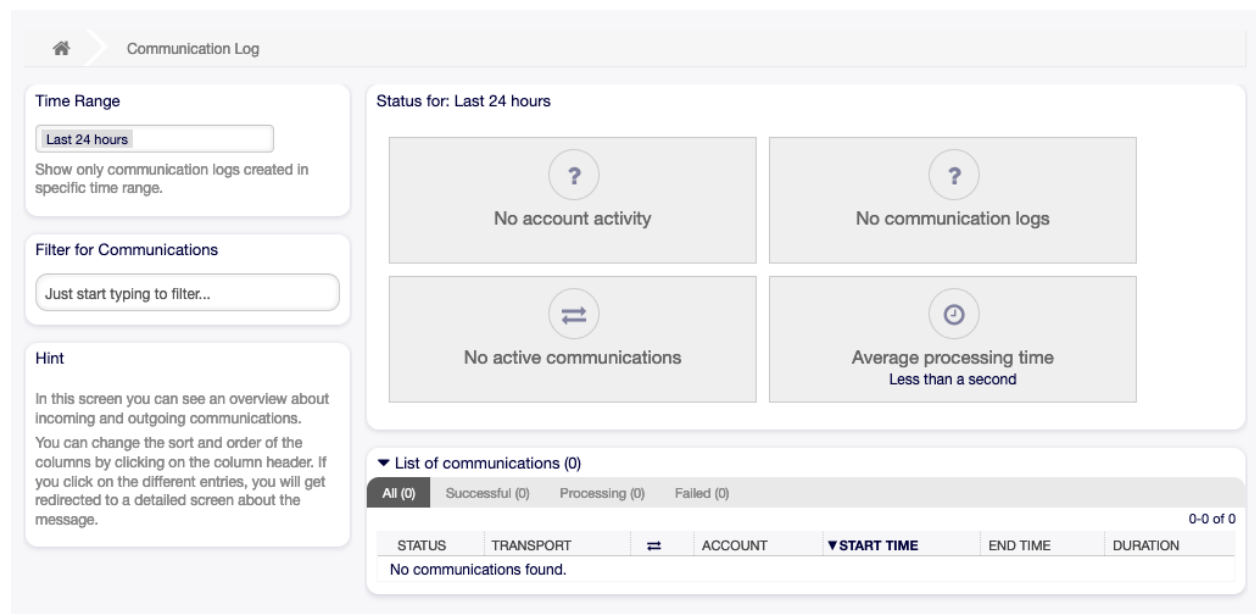 Communication Log
Time Range
Last 24 hours
Show only communication logs created in
specific time range.
Filter for Communications
Just start typing to filter...
Hint
In this screen you can see an overview about
incoming and outgoing communications.
You can change the sort and order of the
columns by clicking on the column header. If
you click on the different entries, you will get
redirected to a detailed screen about the
message.
Status for: Last 24 hours
?
No account activity
?
No communication logs
No active communications
Average processing time
Less than a second
List of communications (0)
All (0) Successful (0) Processing (0) Failed (0)
0-0 of 0
STATUS TRANSPORT ACCOUNT START TIME END TIME DURATION
No communications found.